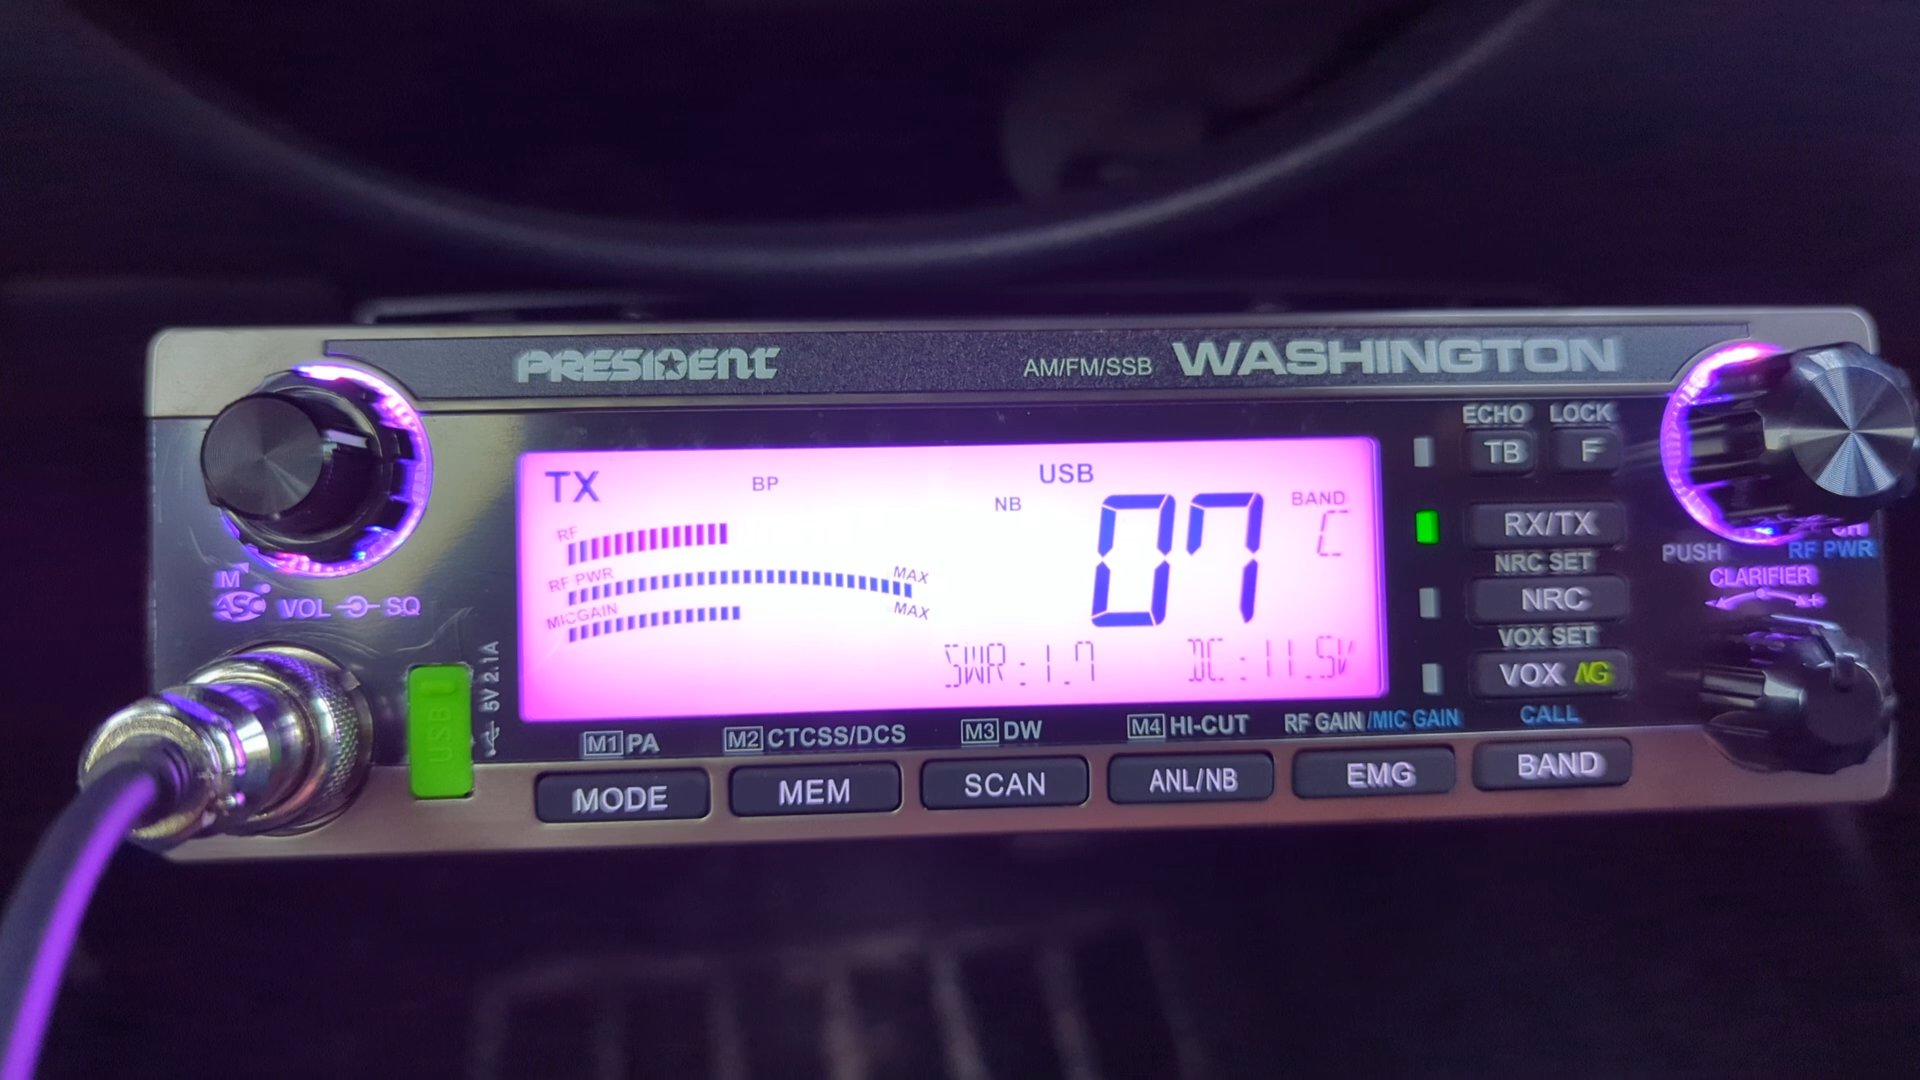 PRESIDENT AM/FM/SSB WASHINGTON
ECHO LOCK
TB F
TX BP NB USB 07 BAND C
RF
RF PWR MAX
MIC GAIN MAX
SWR:1.7 DC:11.5V
RX/TX
NRC SET
NRC
VOX SET
VOX NG
CALL
PUSH RF PWR
CLARIFIER
- +
M
ASC VOL SQ
USB
5V 2.1A
M1 PA M2 CTCSS/DCS M3 DW M4 HI-CUT RF GAIN/MIC GAIN
MODE MEM SCAN ANL/NB EMG BAND